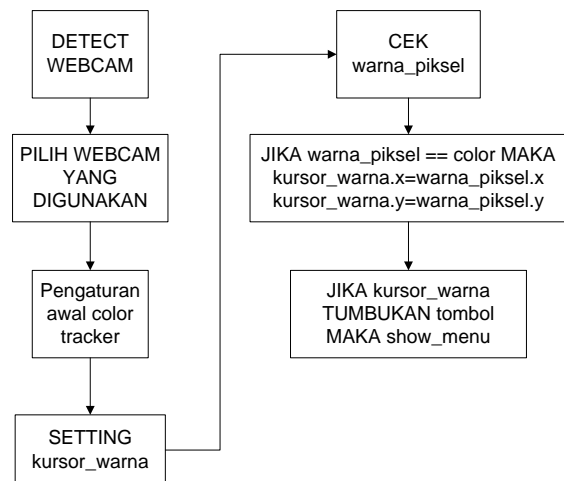 DETECT
WEBCAM
PILIH WEBCAM
YANG
DIGUNAKAN
Pengaturan
awal color
tracker
SETTING
kursor_warna
CEK
warna_piksel
JIKA warna_piksel == color MAKA
kursor_warna.x=warna_piksel.x
kursor_warna.y=warna_piksel.y
JIKA kursor_warna
TUMBUKAN tombol
MAKA show_menu